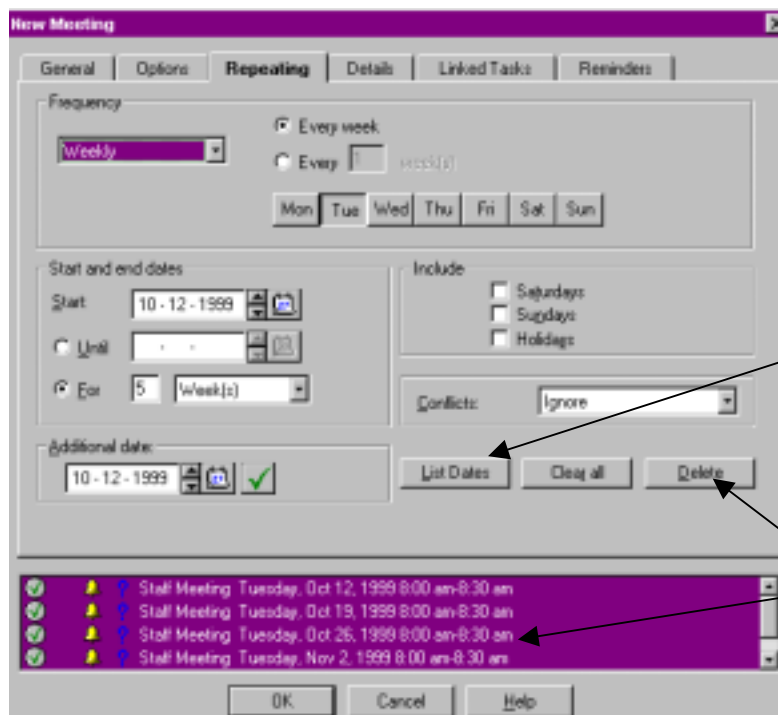 New Meeting
General Options Repeating Details Linked Tasks Reminders
Frequency
Weekly
Every week
Every 1 week(s)
Mon Tue Wed Thu Fri Sat Sun
Start and end dates
Start 10 - 12 - 1999
Until - -
For 5 Week(s)
Include
Saturdays
Sundays
Holidays
Conflicts: Ignore
Additional date:
10 - 12 - 1999
List Dates Clear all Delete
Staff Meeting Tuesday, Oct 12, 1999 8:00 am-8:30 am
Staff Meeting Tuesday, Oct 19, 1999 8:00 am-8:30 am
Staff Meeting Tuesday, Oct 26, 1999 8:00 am-8:30 am
Staff Meeting Tuesday, Nov 2, 1999 8:00 am-8:30 am
OK Cancel Help